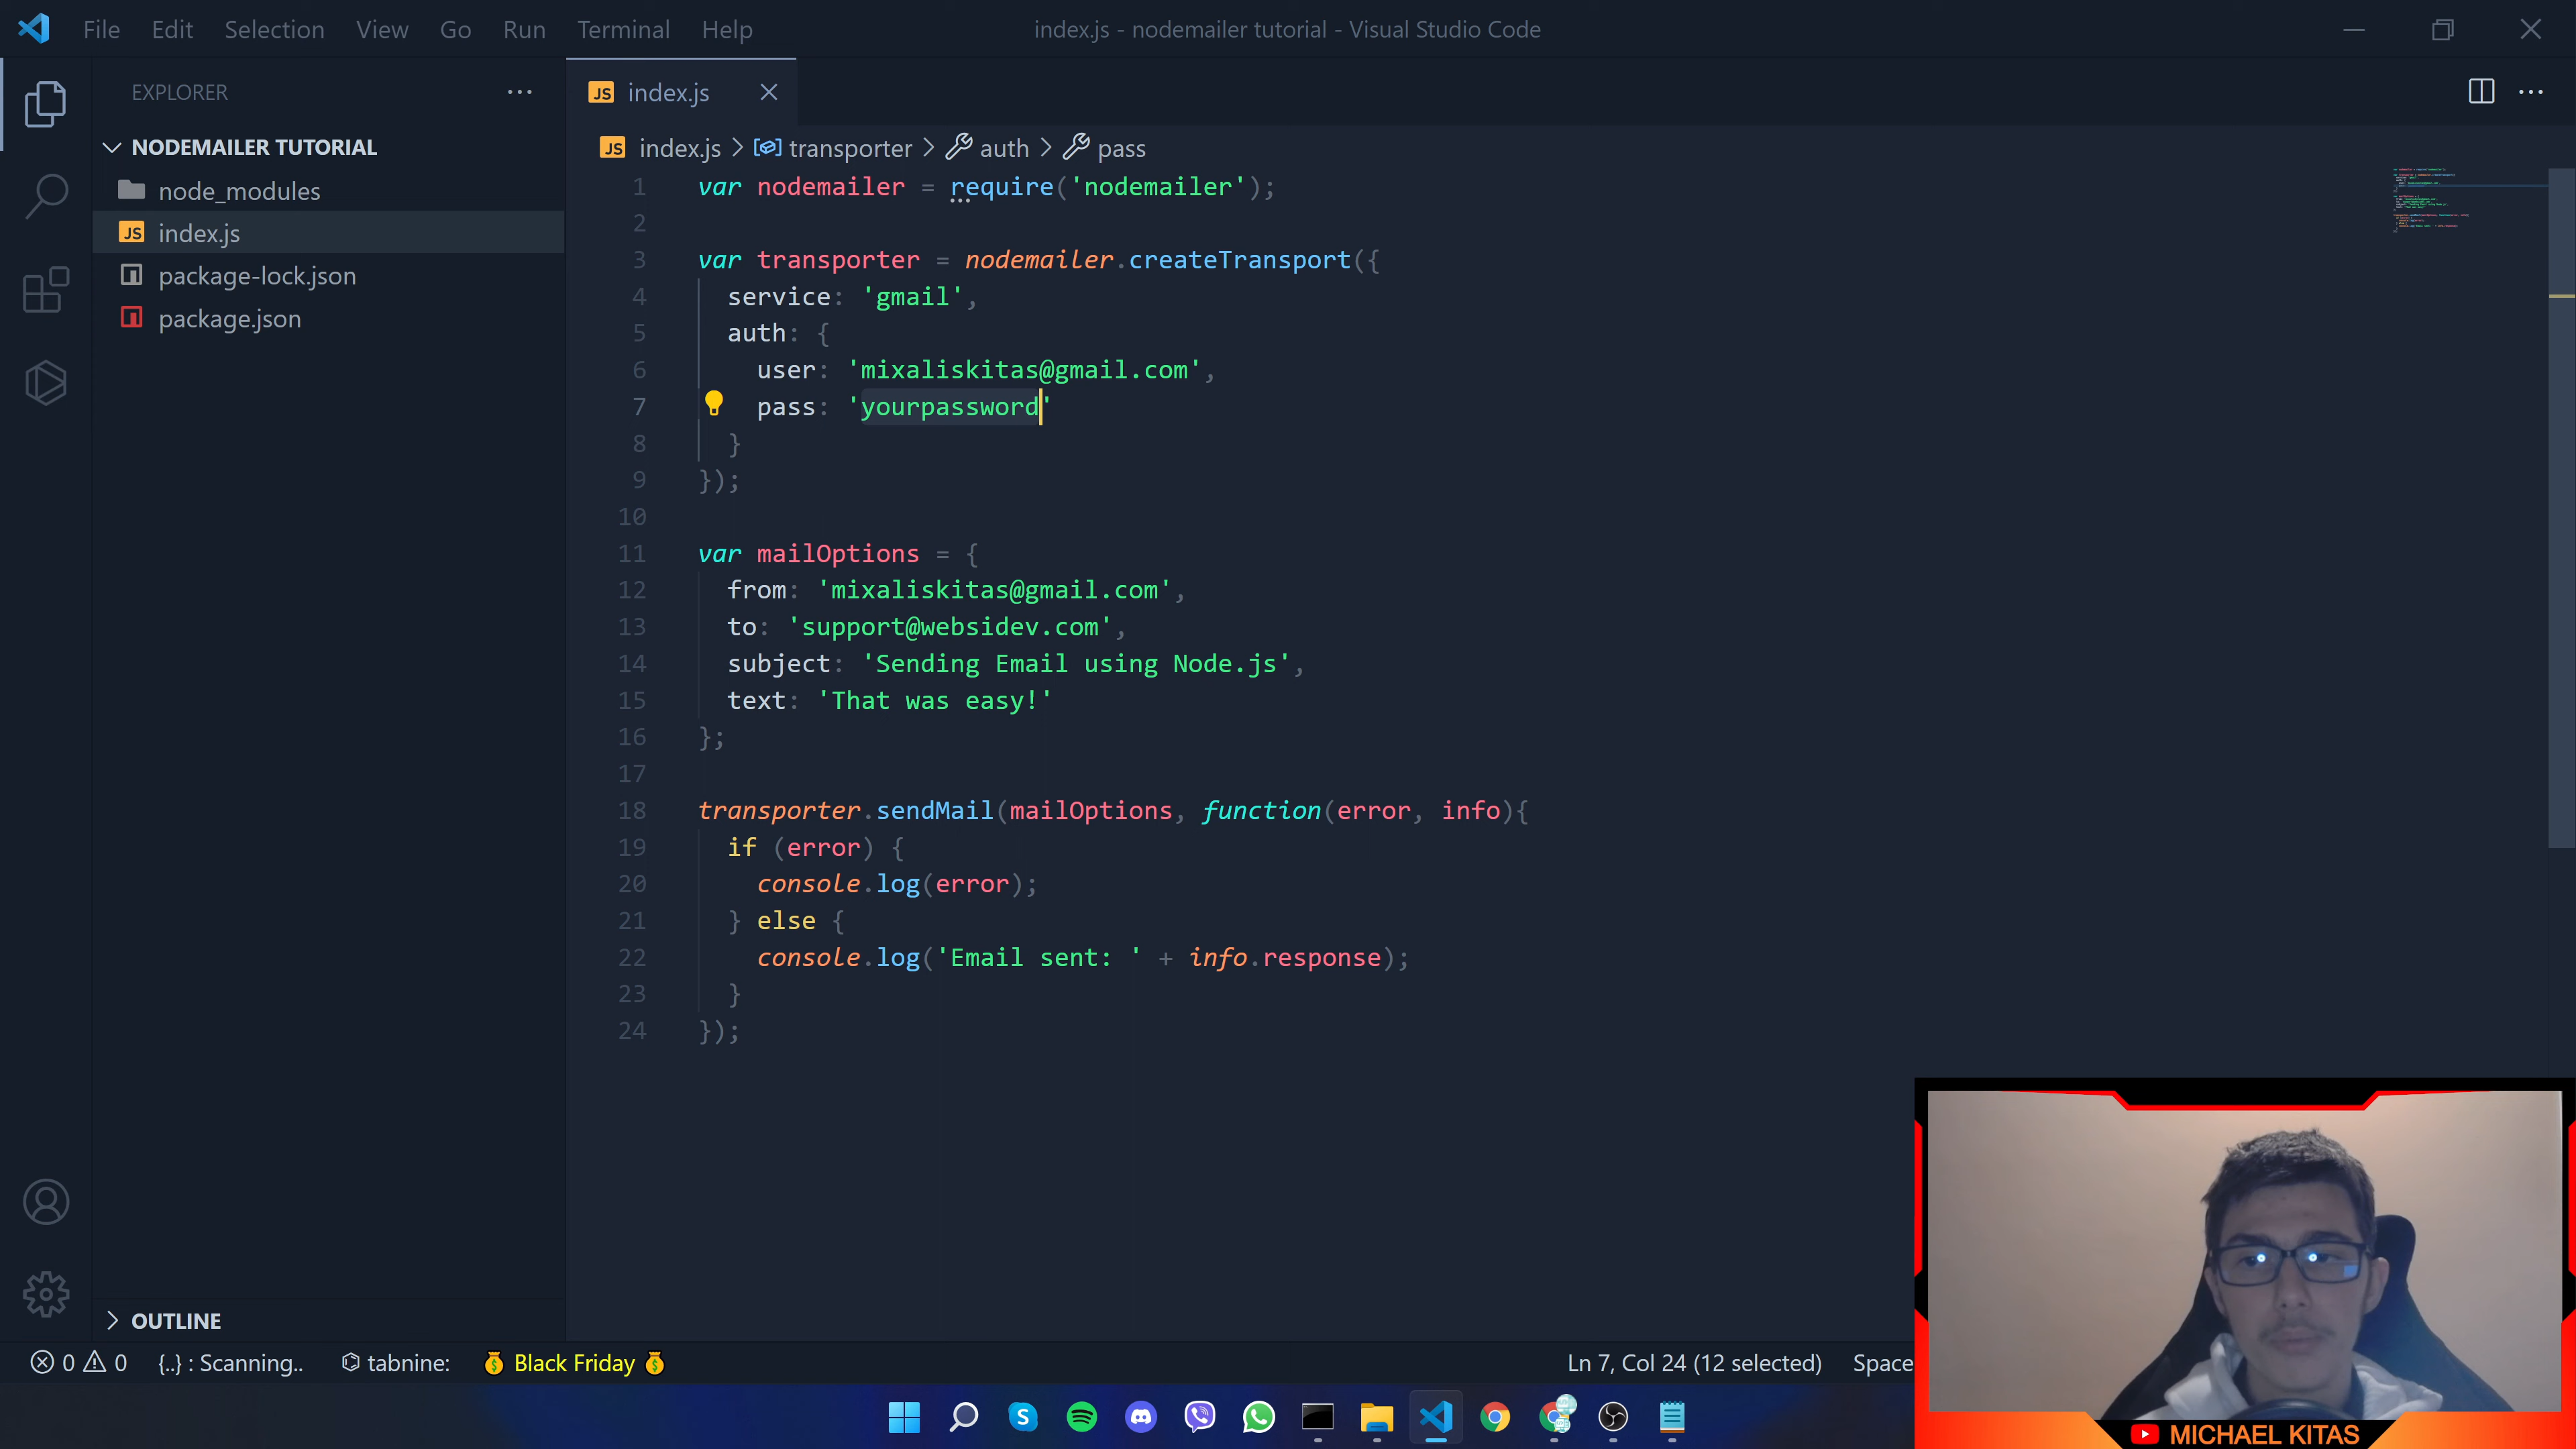 File Edit Selection View Go Run Terminal Help index.js - nodemailer tutorial - Visual Studio Code
EXPLORER
NODEMAILER TUTORIAL
node_modules
JS index.js
package-lock.json
package.json
OUTLINE
JS index.js
JS index.js > transporter > auth > pass
1 var nodemailer = require('nodemailer');
2
3 var transporter = nodemailer.createTransport({
4 service: 'gmail',
5 auth: {
6 user: 'mixaliskitas@gmail.com',
7 pass: 'yourpassword'
8 }
9 });
10
11 var mailOptions = {
12 from: 'mixaliskitas@gmail.com',
13 to: 'support@websidev.com',
14 subject: 'Sending Email using Node.js',
15 text: 'That was easy!'
16 };
17
18 transporter.sendMail(mailOptions, function(error, info){
19 if (error) {
20 console.log(error);
21 } else {
22 console.log('Email sent: ' + info.response);
23 }
24 });
0 0 {..} : Scanning.. tabnine: Black Friday Ln 7, Col 24 (12 selected) Space
MICHAEL KITAS